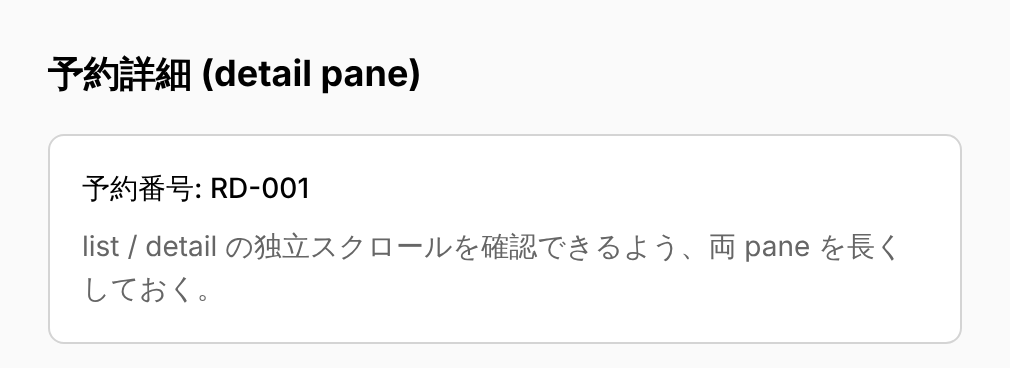 予約詳細 (detail pane)
予約番号: RD-001
list / detail の独立スクロールを確認できるよう、両 pane を長く
しておく。